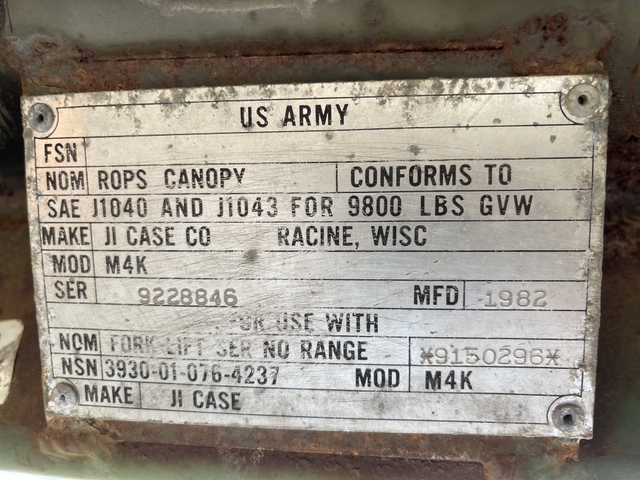 US ARMY
FSN
NOM ROPS CANOPY CONFORMS TO
SAE J1040 AND J1043 FOR 9800 LBS GVW
MAKE JI CASE CO RACINE, WISC
MOD M4K
SER 9228846 MFD 1982
FOR USE WITH
NOM FORK LIFT SER NO RANGE *9150296*
NSN 3930-01-076-4237 MOD M4K
MAKE JI CASE